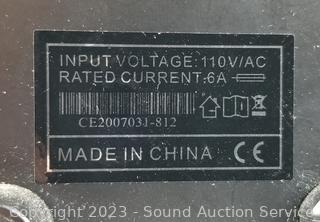 INPUT VOLTAGE:110V/AC
RATED CURRENT:6A
CE2007031-812
MADE IN CHINA CE
Copyright © 2023 - Sound Auction Service